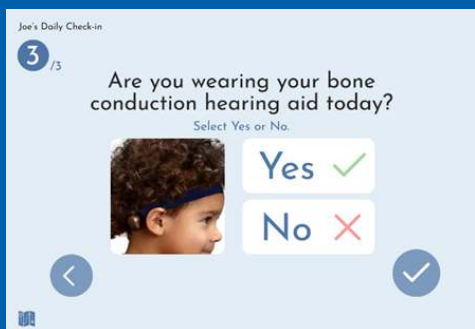 Joe's Daily Check-in
3/3
Are you wearing your bone
conduction hearing aid today?
Select Yes or No.
Yes
No